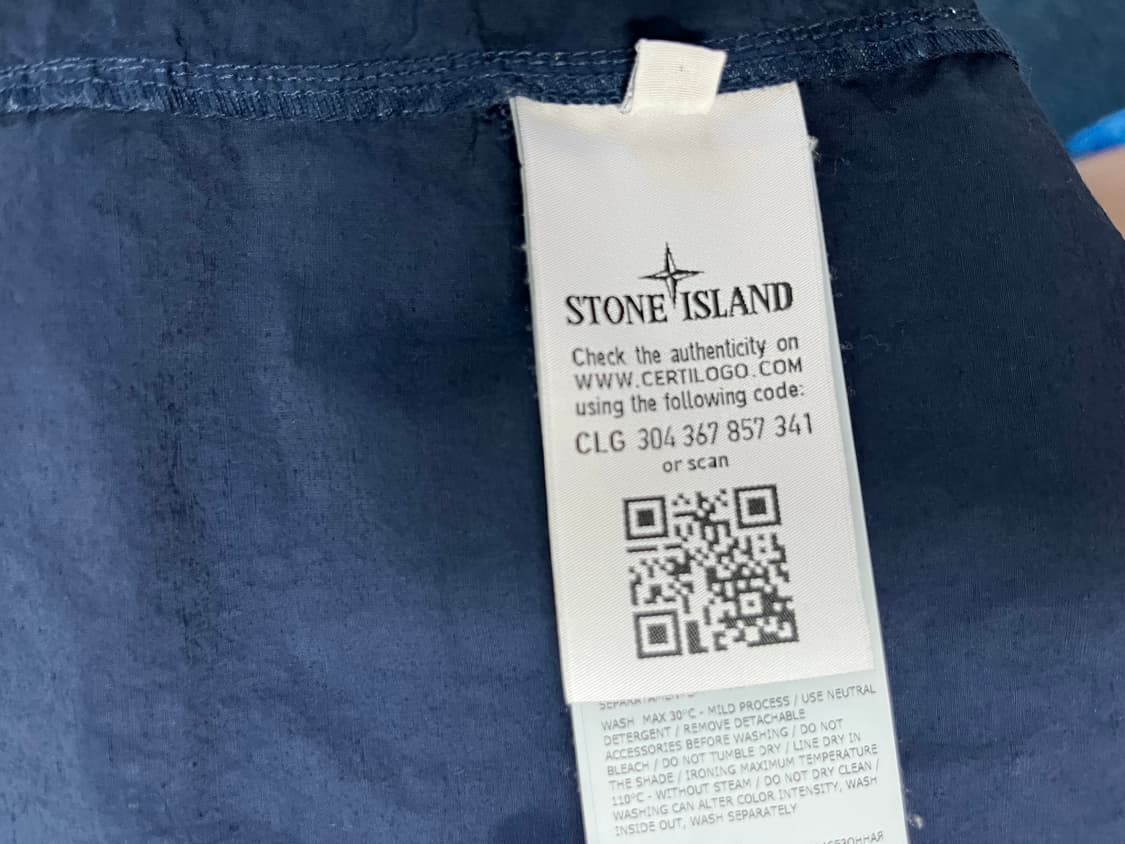 STONE ISLAND
Check the authenticity on
WWW.CERTILOGO.COM
using the following code:
CLG 304 367 857 341
or scan
WASH MAX 30°C - MILD PROCESS / USE NEUTRAL
DETERGENT / REMOVE DETACHABLE
ACCESSORIES BEFORE WASHING / DO NOT
BLEACH / DO NOT TUMBLE DRY / LINE DRY IN
THE SHADE / IRONING MAXIMUM TEMPERATURE
110°C - WITHOUT STEAM / DO NOT DRY CLEAN /
WASHING CAN ALTER COLOR INTENSITY, WASH
INSIDE OUT, WASH SEPARATELY